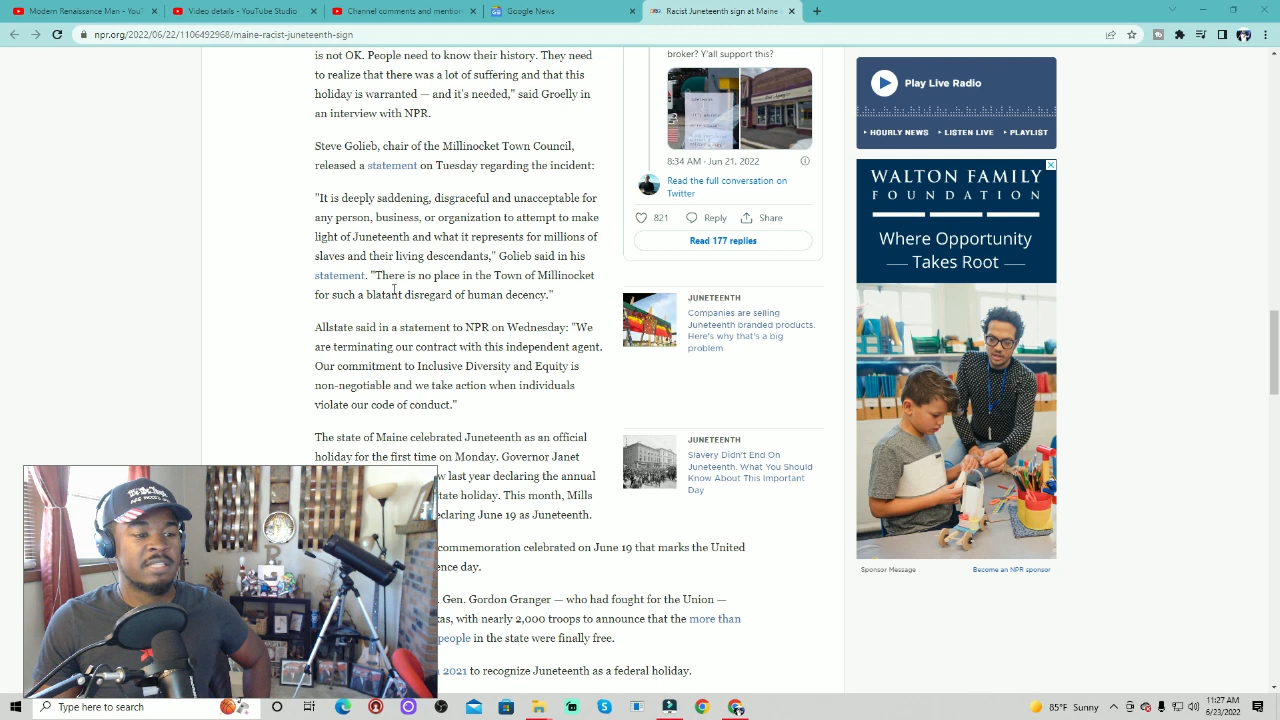 Modern Renaissance Man - YouT
Video details - YouTube Studio
Channel comments and mention
Google News
Maine racist Juneteenth sign
npr.org/2022/06/22/1106492968/maine-racist-juneteenth-sign
is not OK. People need to know their history. They need
to realize that there was a lot of suffering and that this
holiday is warranted — and it's needed," said Groelly in
an interview with NPR.
Steve Golieb, chair of the Millinocket Town Council,
released a statement on Tuesday regarding the incident:
"It is deeply saddening, disgraceful and unacceptable for
any person, business, or organization to attempt to make
light of Juneteenth and what it represents for millions of
slaves and their living descendants," Golieb said in his
statement. "There is no place in the Town of Millinocket
for such a blatant disregard of human decency."
Allstate said in a statement to NPR on Wednesday: "We
are terminating our contract with this independent agent.
Our commitment to Inclusive Diversity and Equity is
non-negotiable and we take action when individuals
violate our code of conduct."
The state of Maine celebrated Juneteenth as an official
holiday for the first time on Monday. Governor Janet
w last year declaring the annual
tate holiday. This month, Mills
eclaring June 19 as Juneteenth.
commemoration celebrated on June 19 that marks the United
ence day.
Gen. Gordon Granger — who had fought for the Union —
xas, with nearly 2,000 troops to announce that the more than
people in the state were finally free.
2021 to recognize Juneteenth as a federal holiday.
broker? Y'all support this?
8:34 AM · Jun 21, 2022
Read the full conversation on
Twitter
821
Reply
Share
Read 177 replies
JUNETEENTH
Companies are selling
Juneteenth branded products.
Here's why that's a big
problem
JUNETEENTH
Slavery Didn't End On
Juneteenth. What You Should
Know About This Important
Day
Play Live Radio
HOURLY NEWS
LISTEN LIVE
PLAYLIST
WALTON FAMILY
FOUNDATION
Where Opportunity
Takes Root
Sponsor Message
Become an NPR sponsor
Type here to search
85°F Sunny
11:27 AM
6/23/2022